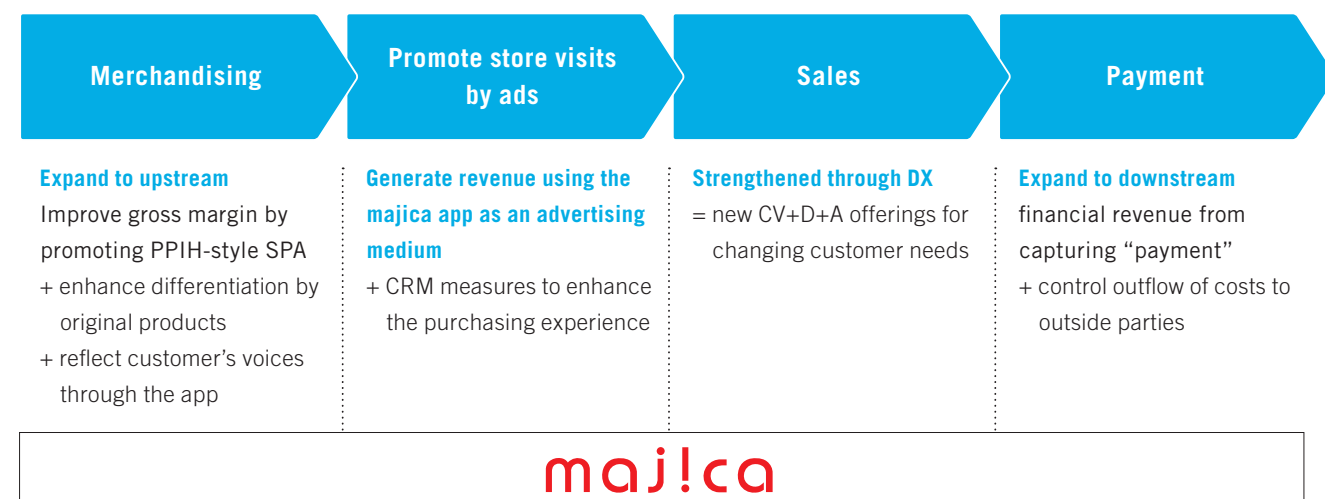 Merchandising
Promote store visits
by ads
Sales
Payment
Expand to upstream
Improve gross margin by
promoting PPIH-style SPA
+ enhance differentiation by
original products
+ reflect customer’s voices
through the app
Generate revenue using the
majica app as an advertising
medium
+ CRM measures to enhance
the purchasing experience
Strengthened through DX
= new CV+D+A offerings for
changing customer needs
Expand to downstream
financial revenue from
capturing “payment”
+ control outflow of costs to
outside parties
maj!ca